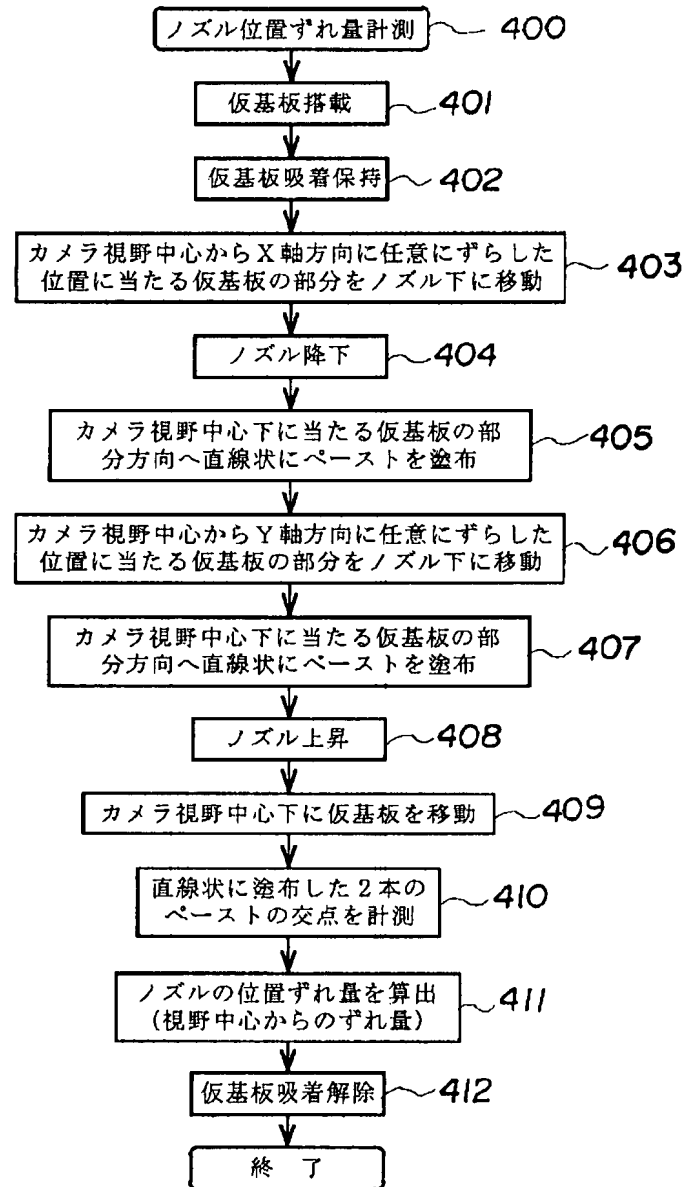 ノズル位置ずれ量計測 400
仮基板搭載 401
仮基板吸着保持 402
カメラ視野中心からX軸方向に任意にずらした
位置に当たる仮基板の部分をノズル下に移動 403
ノズル降下 404
カメラ視野中心下に当たる仮基板の部
分方向へ直線状にペーストを塗布 405
カメラ視野中心からY軸方向に任意にずらした
位置に当たる仮基板の部分をノズル下に移動 406
カメラ視野中心下に当たる仮基板の部
分方向へ直線状にペーストを塗布 407
ノズル上昇 408
カメラ視野中心下に仮基板を移動 409
直線状に塗布した2本の
ペーストの交点を計測 410
ノズルの位置ずれ量を算出
(視野中心からのずれ量) 411
仮基板吸着解除 412
終 了